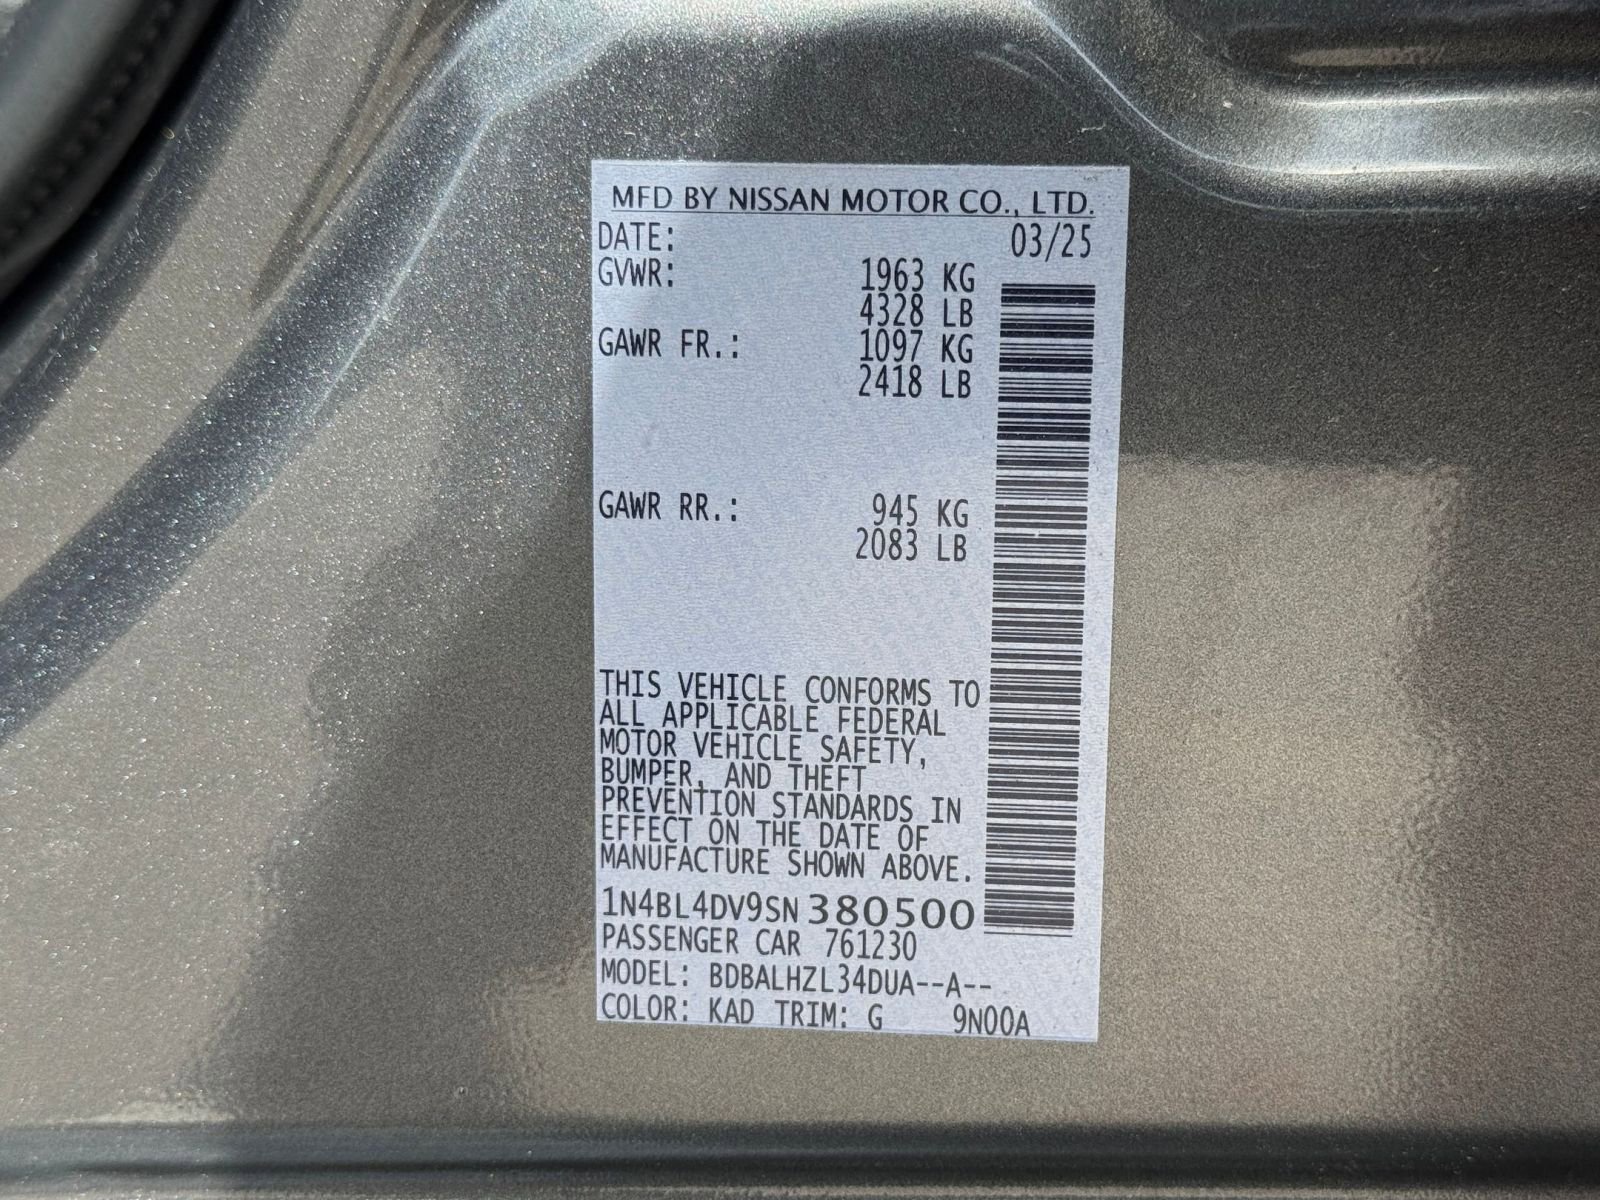 MFD BY NISSAN MOTOR CO., LTD.
DATE: 03/25
GVWR: 1963 KG
4328 LB
GAWR FR.: 1097 KG
2418 LB
GAWR RR.: 945 KG
2083 LB
THIS VEHICLE CONFORMS TO
ALL APPLICABLE FEDERAL
MOTOR VEHICLE SAFETY,
BUMPER, AND THEFT
PREVENTION STANDARDS IN
EFFECT ON THE DATE OF
MANUFACTURE SHOWN ABOVE.
1N4BL4DV9SN380500
PASSENGER CAR 761230
MODEL: BDBALHZL34DUA--A--
COLOR: KAD TRIM: G 9N00A